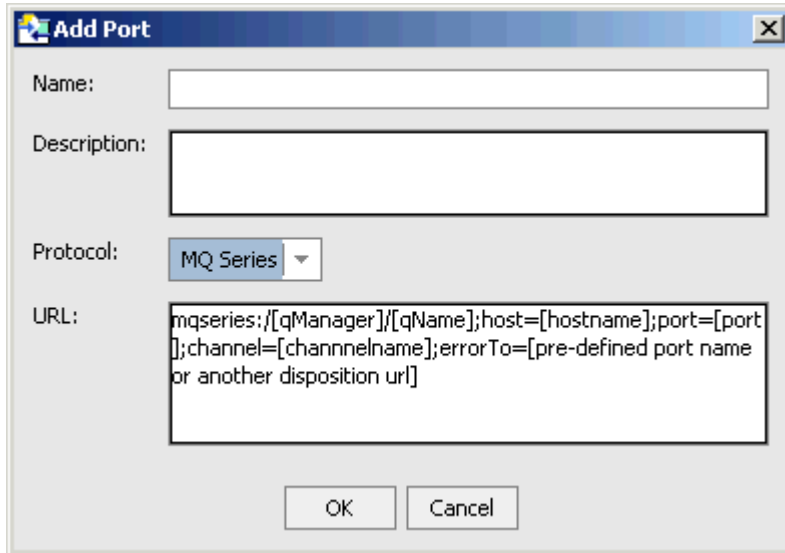 Add Port
Name:
Description:
Protocol:
MQ Series
URL:
mqseries:/[qManager]/[qName];host=[hostname];port=[port
];channel=[channnelname];errorTo=[pre-defined port name
or another disposition url]
OK
Cancel